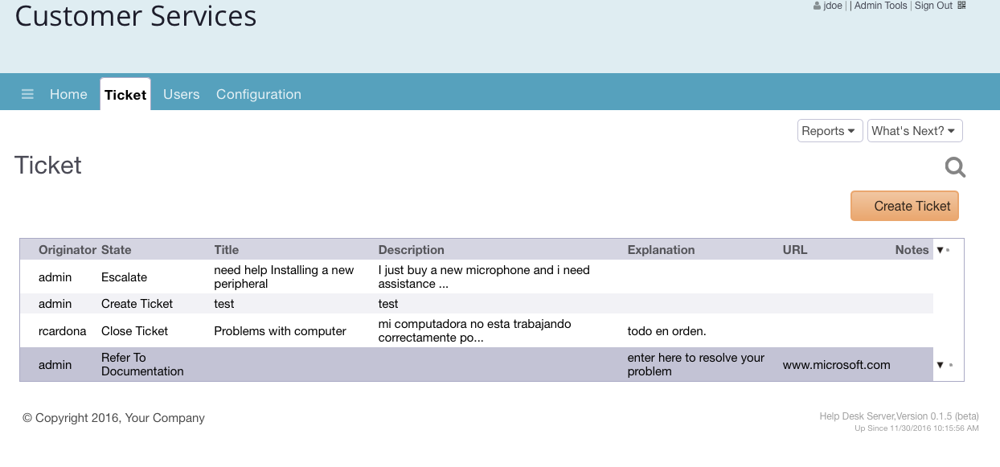 Customer Services
jdoe | | Admin Tools | Sign Out
Home Ticket Users Configuration
Reports What's Next?
Ticket
Create Ticket
Originator State Title Description Explanation URL Notes
admin Escalate need help Installing a new peripheral I just buy a new microphone and i need assistance ...
admin Create Ticket test test
rcardona Close Ticket Problems with computer mi computadora no esta trabajando correctamente po... todo en orden.
admin Refer To Documentation enter here to resolve your problem www.microsoft.com
© Copyright 2016, Your Company
Help Desk Server,Version 0.1.5 (beta)
Up Since 11/30/2016 10:15:56 AM